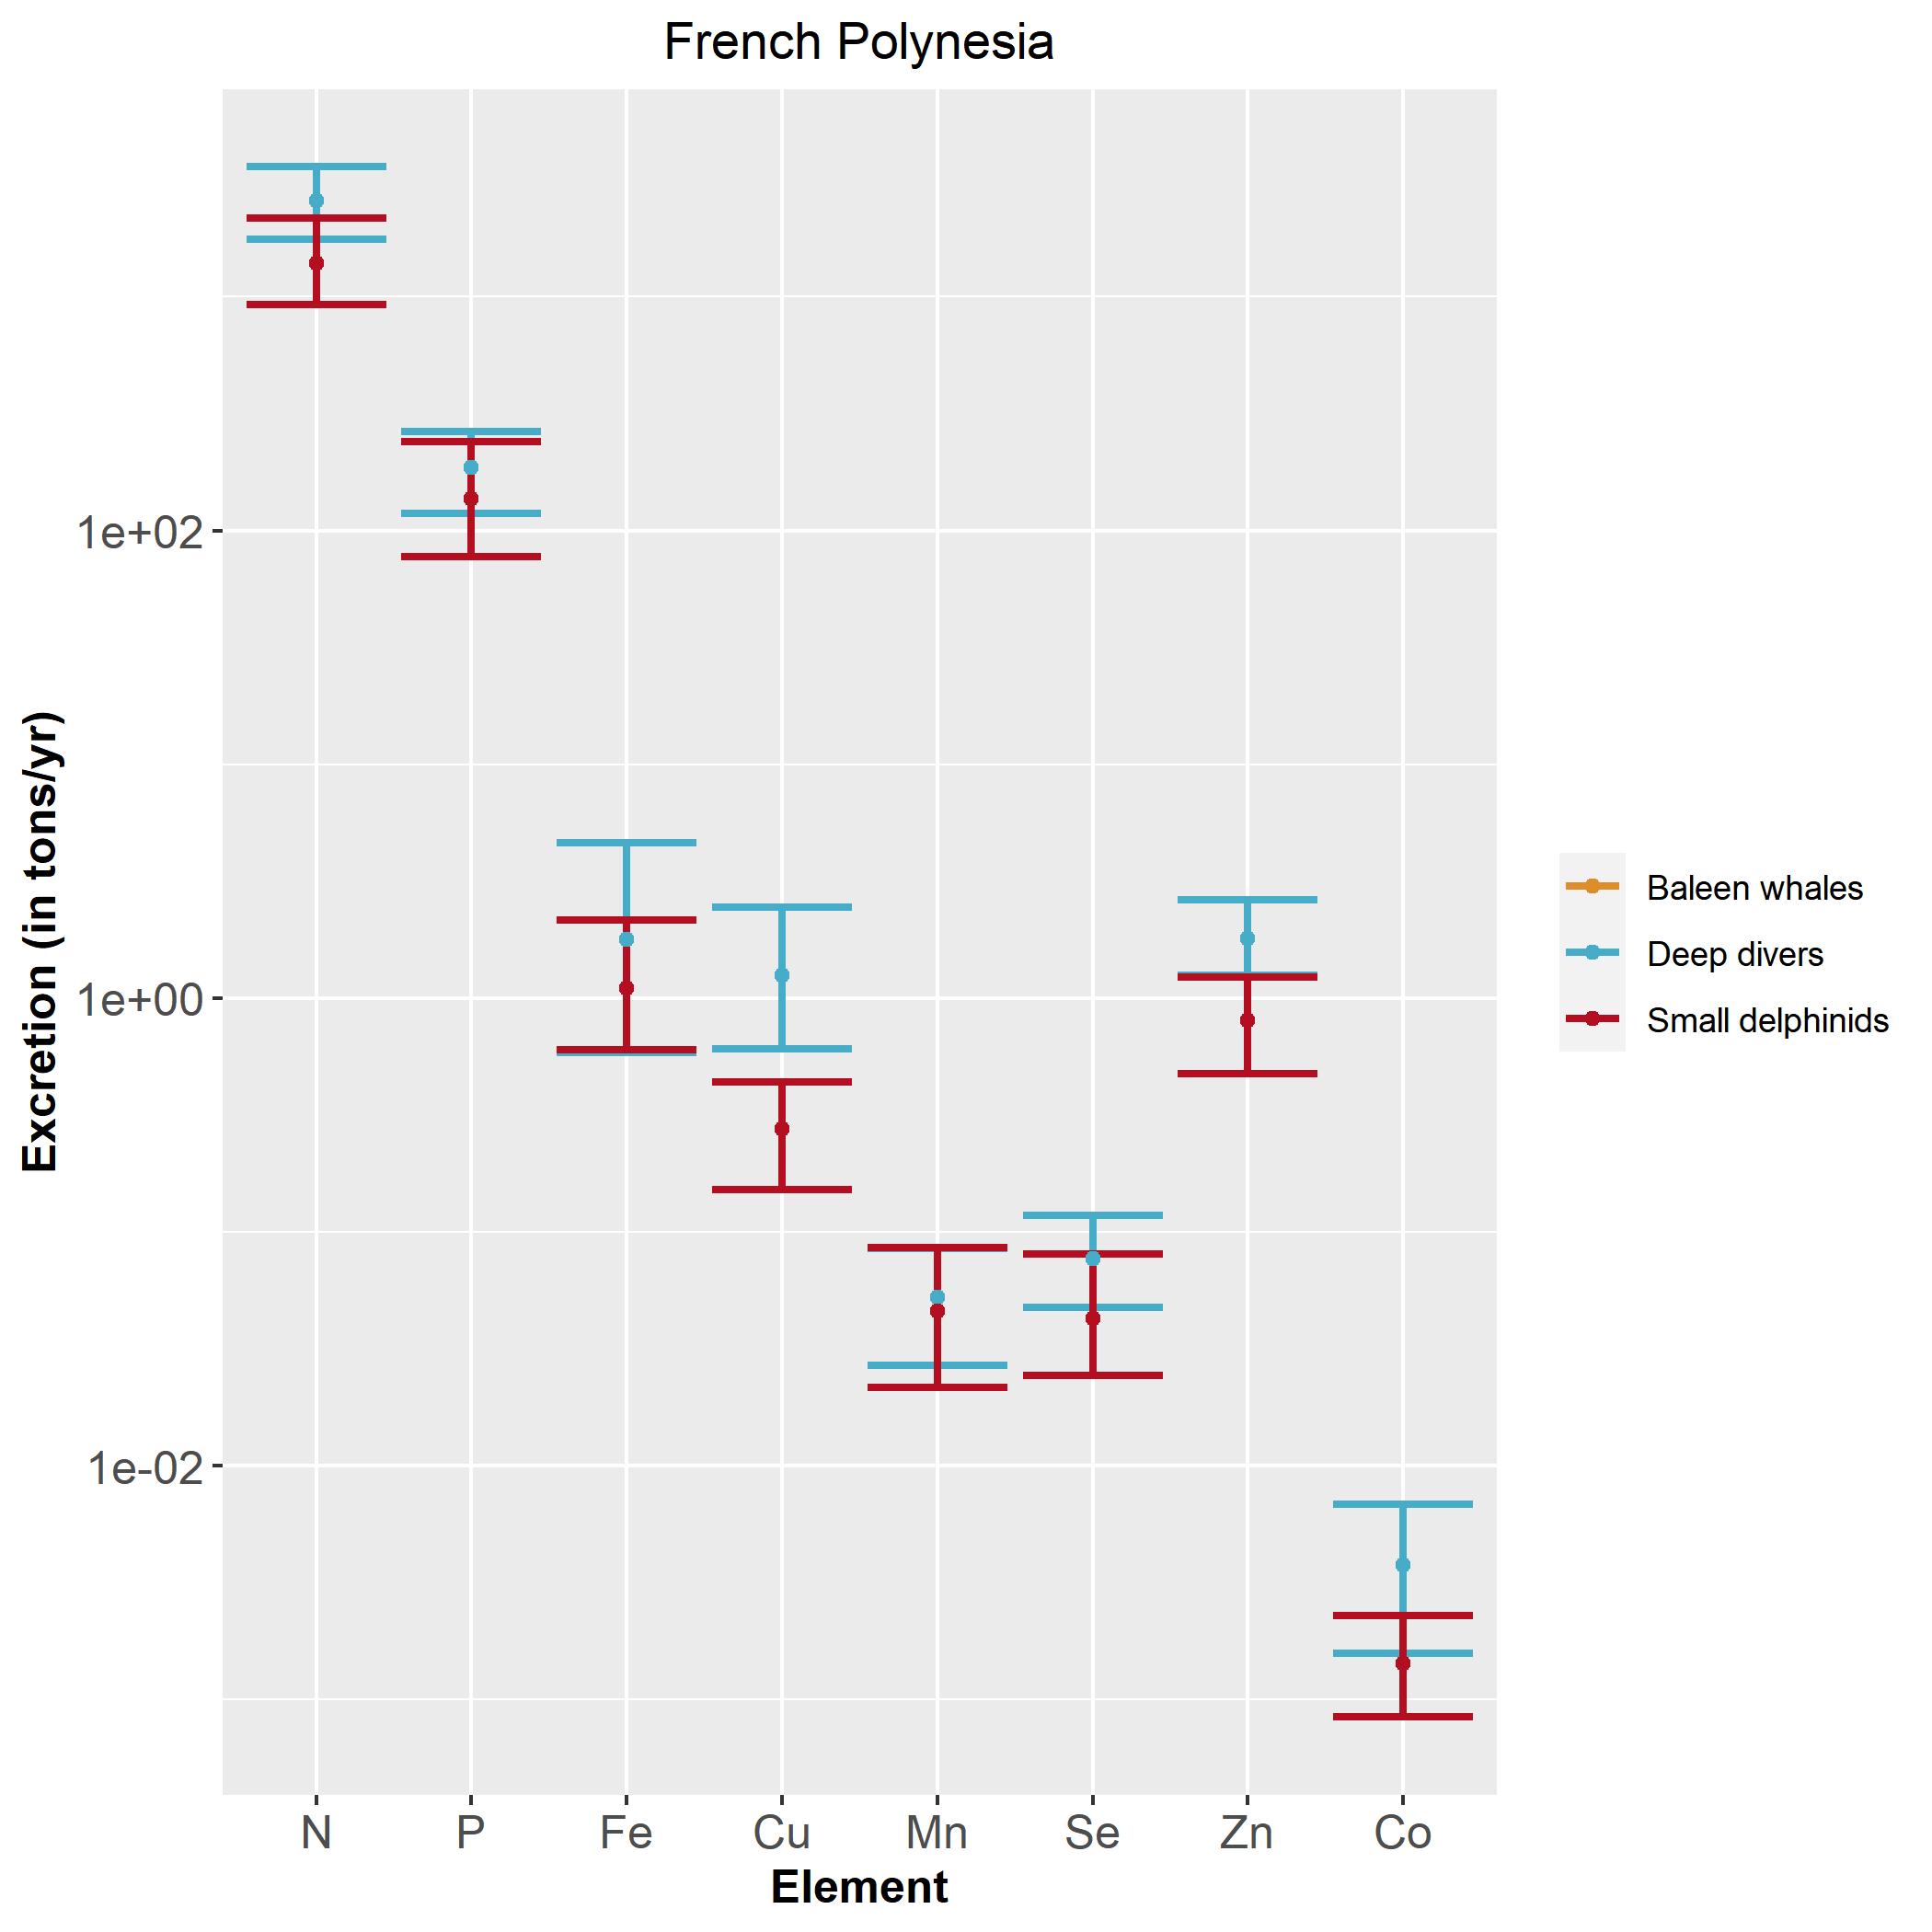 French Polynesia
Excretion (in tons/yr)
1e+02
1e+00
1e-02
N P Fe Cu Mn Se Zn Co
Element
Baleen whales
Deep divers
Small delphinids